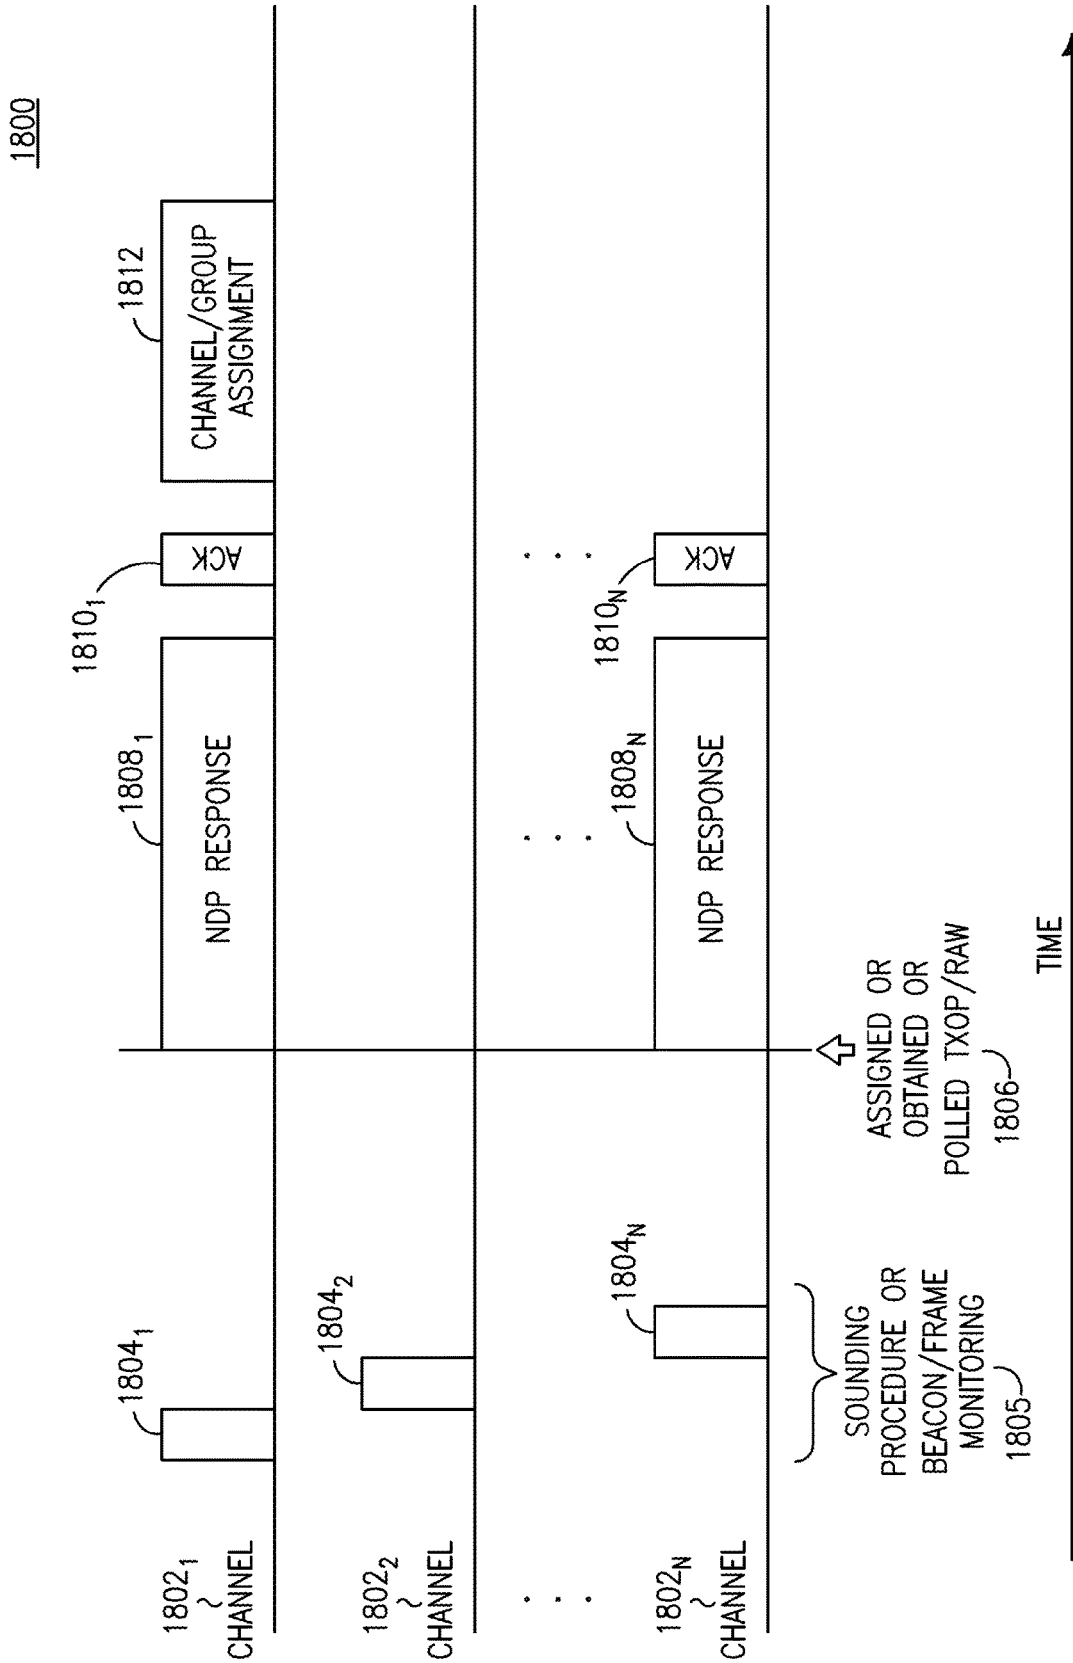 1800
1802₁
CHANNEL
1804₁
1808₁
NDP RESPONSE
1810₁
ACK
1812
CHANNEL/GROUP
ASSIGNMENT
1802₂
CHANNEL
1804₂
. . .
. . .
. . .
1802N
CHANNEL
1804N
1808N
NDP RESPONSE
1810N
ACK
SOUNDING
PROCEDURE OR
BEACON/FRAME
MONITORING
1805
ASSIGNED OR
OBTAINED OR
POLLED TXOP/RAW
1806
TIME